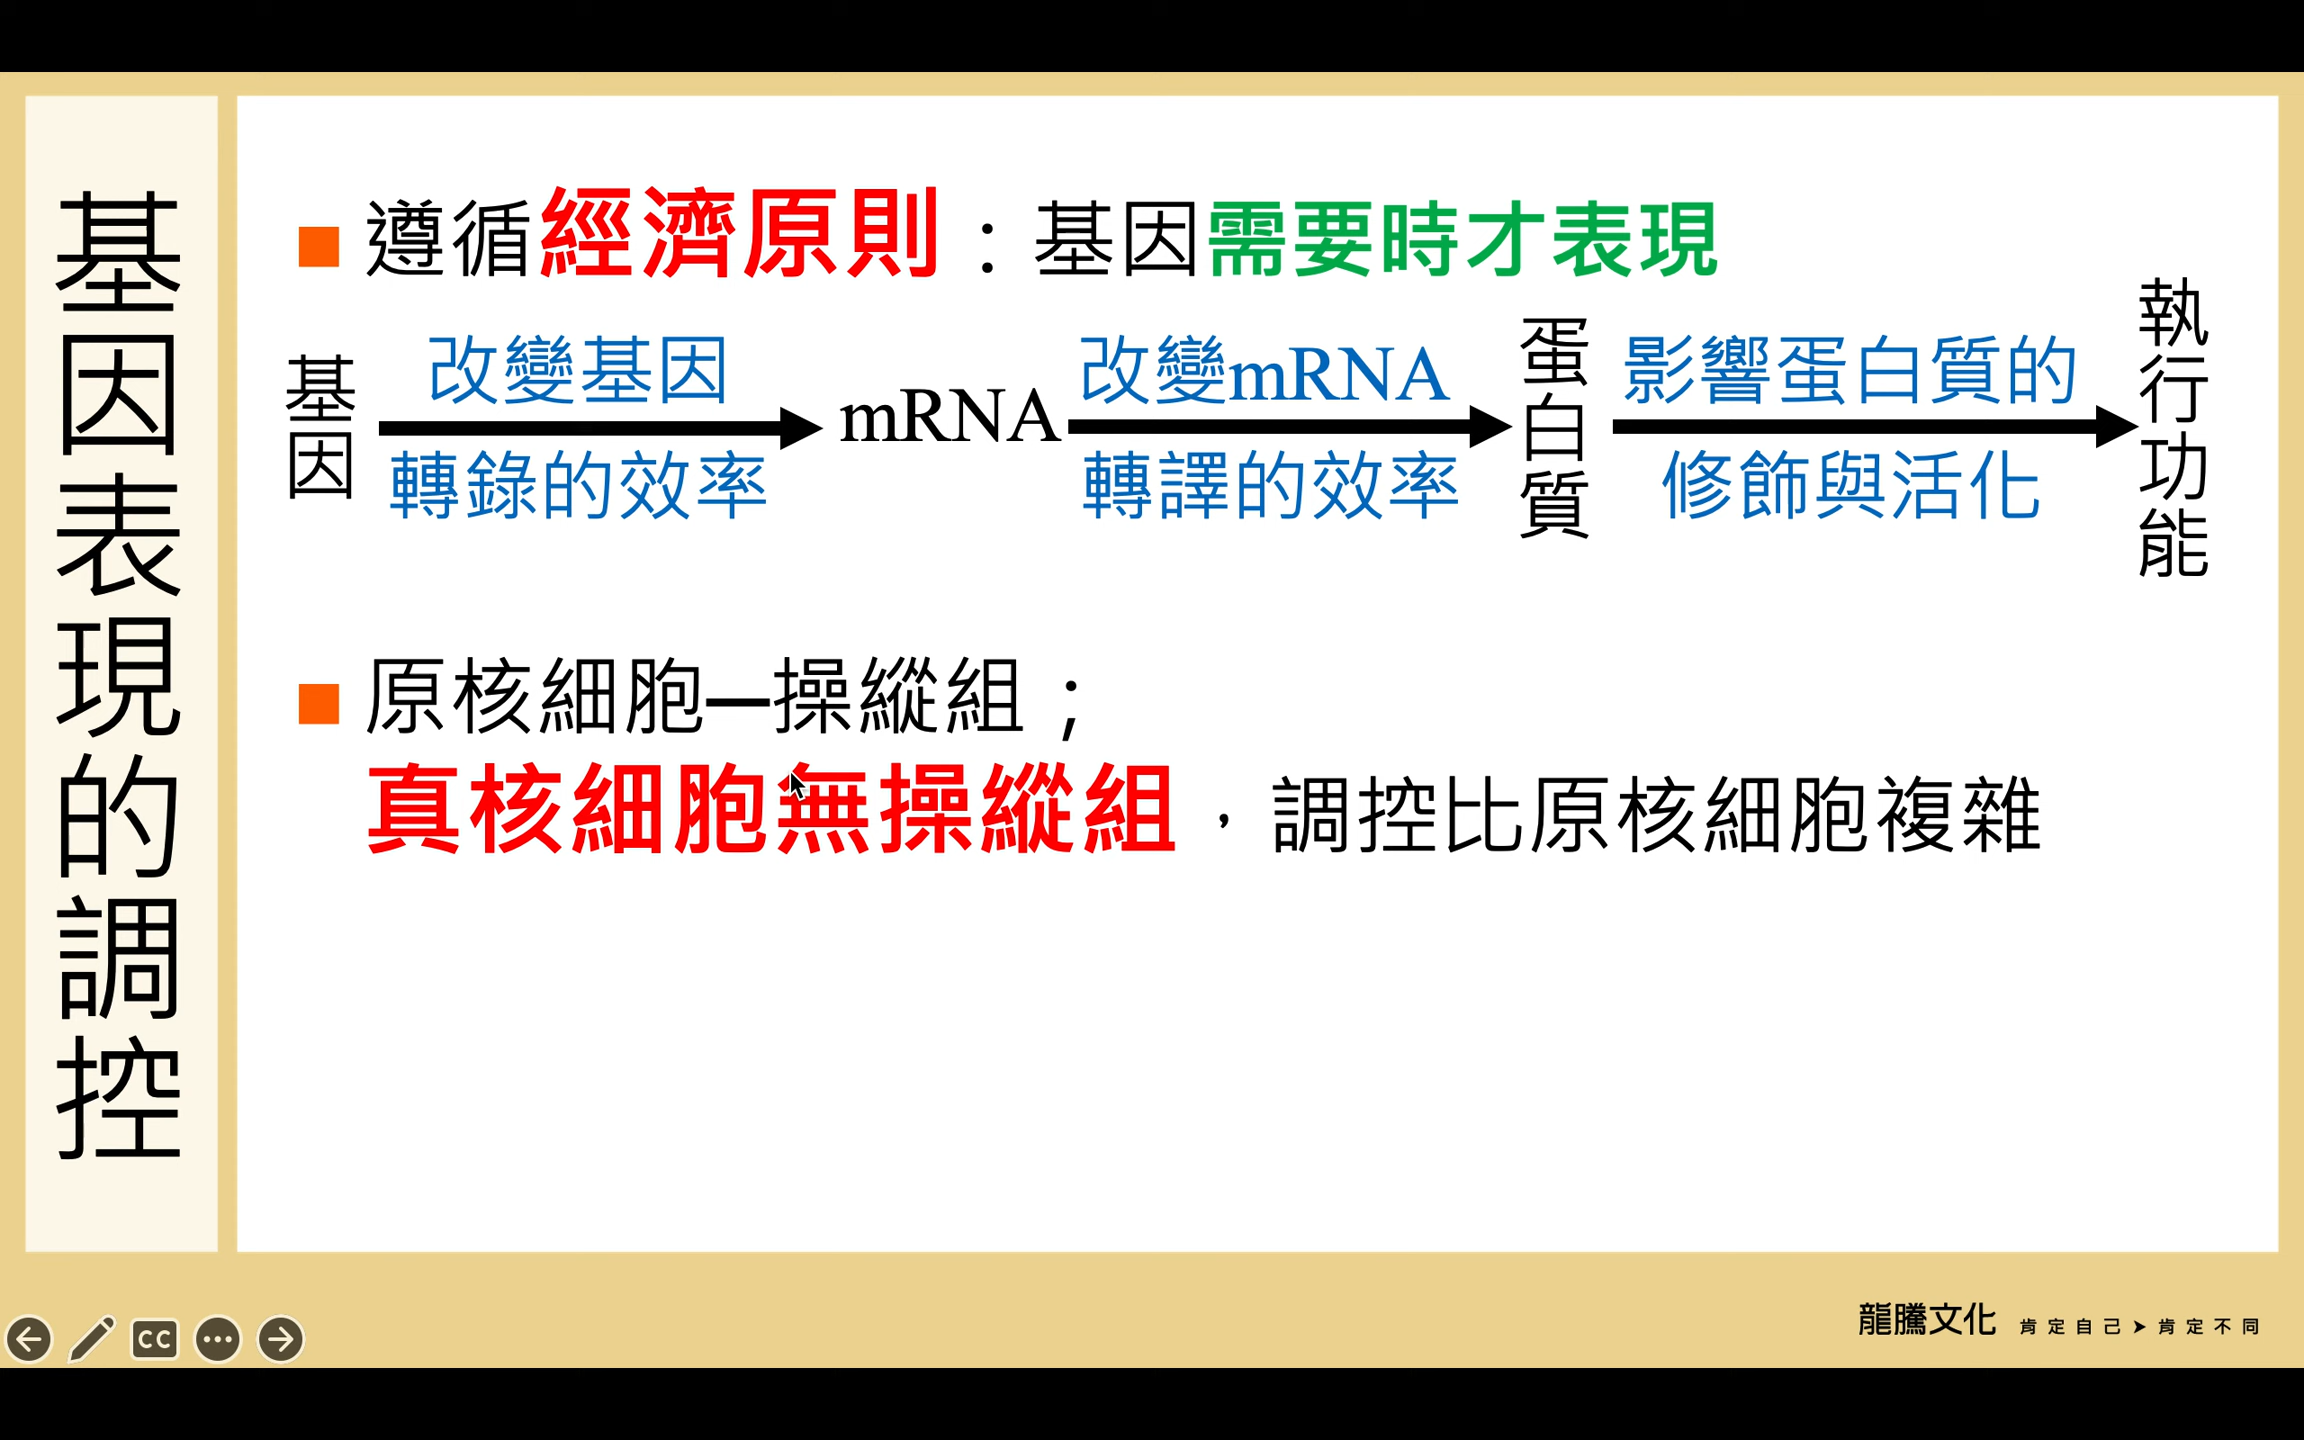 基因表現的調控
遵循經濟原則：基因需要時才表現
基因
改變基因
轉錄的效率
mRNA
改變mRNA
轉譯的效率
蛋白質
影響蛋白質的
修飾與活化
執行功能
原核細胞—操縱組；
真核細胞無操縱組，調控比原核細胞複雜
CC
龍騰文化 肯定自己➤肯定不同